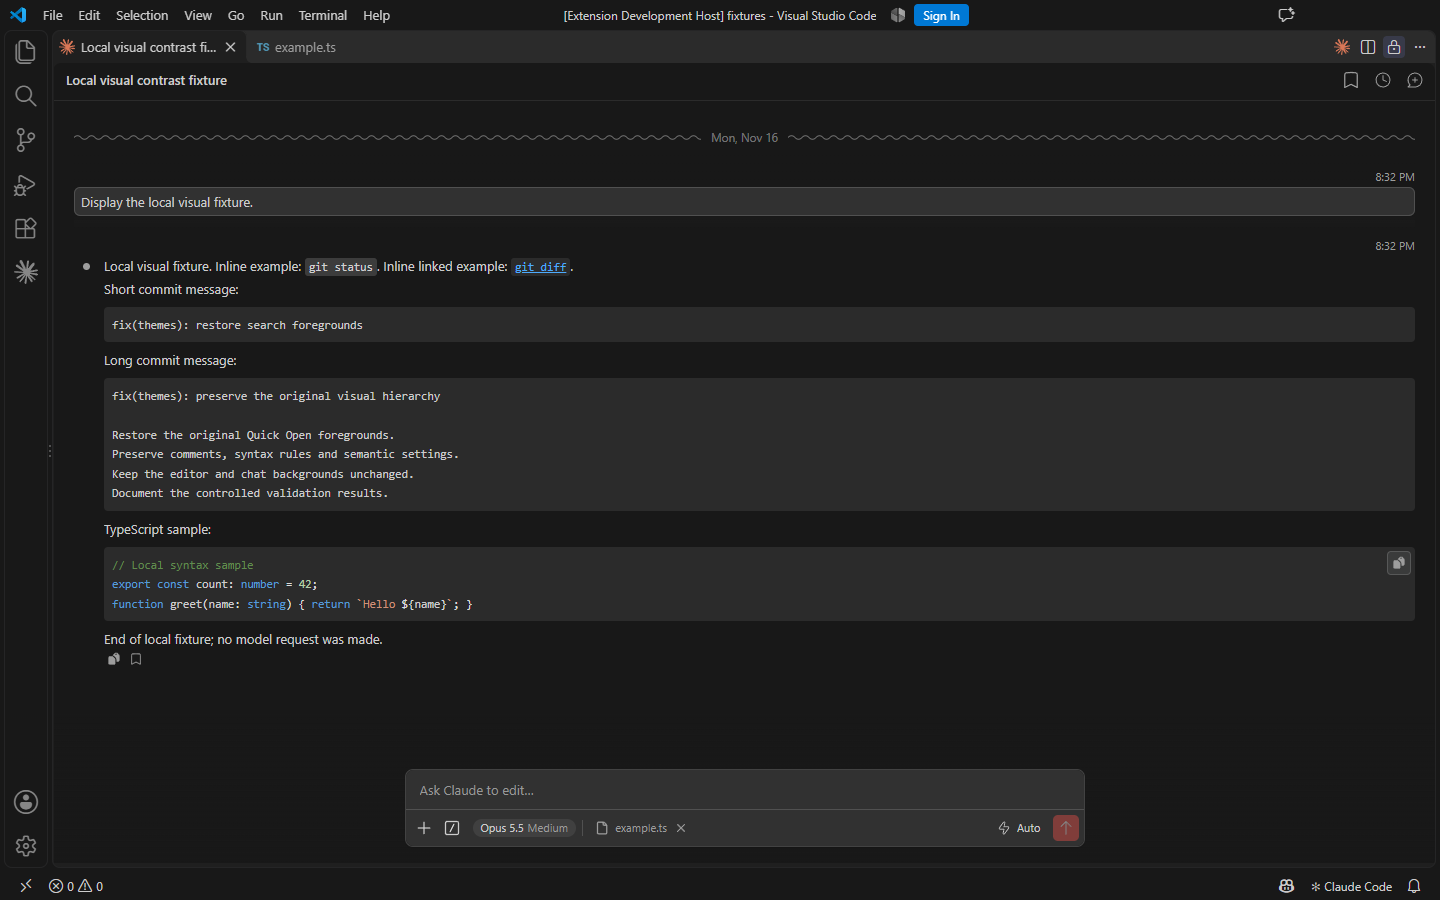 File Edit Selection View Go Run Terminal Help
[Extension Development Host] fixtures - Visual Studio Code
Sign In
Local visual contrast fi...
TS example.ts
Local visual contrast fixture
Mon, Nov 16
8:32 PM
Display the local visual fixture.
8:32 PM
Local visual fixture. Inline example: git status. Inline linked example: git diff.
Short commit message:
fix(themes): restore search foregrounds
Long commit message:
fix(themes): preserve the original visual hierarchy
Restore the original Quick Open foregrounds.
Preserve comments, syntax rules and semantic settings.
Keep the editor and chat backgrounds unchanged.
Document the controlled validation results.
TypeScript sample:
// Local syntax sample
export const count: number = 42;
function greet(name: string) { return `Hello ${name}`; }
End of local fixture; no model request was made.
Ask Claude to edit...
Opus 5.5 Medium
example.ts
Auto
0 0
Claude Code